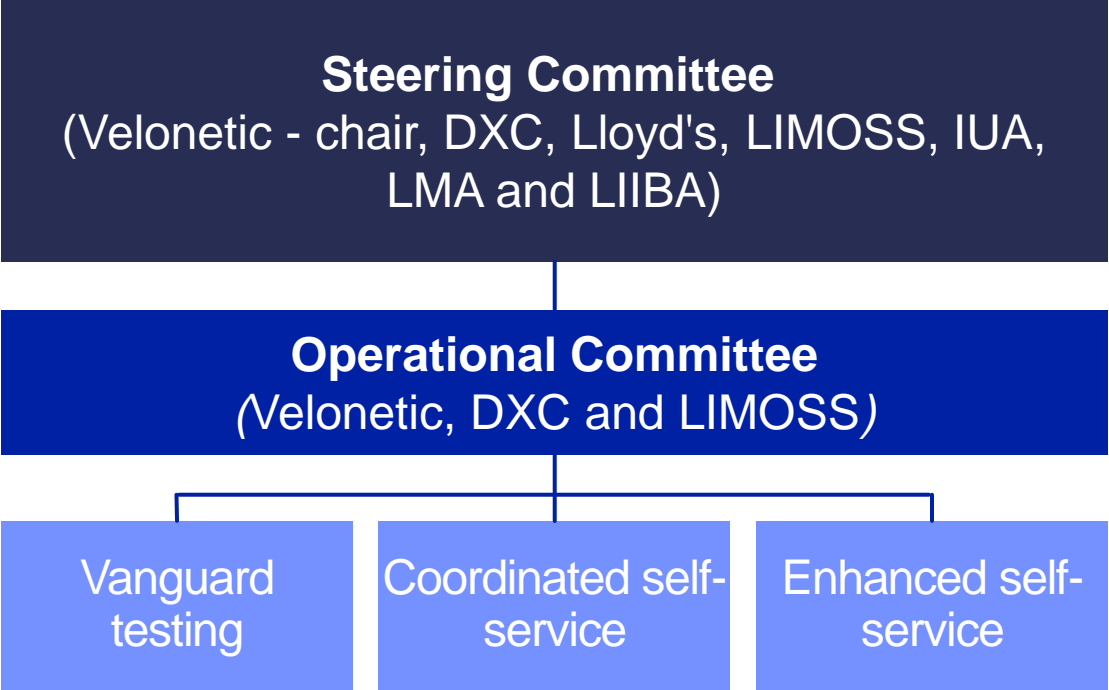 Steering Committee
(Velonetic - chair, DXC, Lloyd's, LIMOSS, IUA,
LMA and LIIBA)
Operational Committee
(Velonetic, DXC and LIMOSS)
Vanguard
testing
Coordinated self-
service
Enhanced self-
service